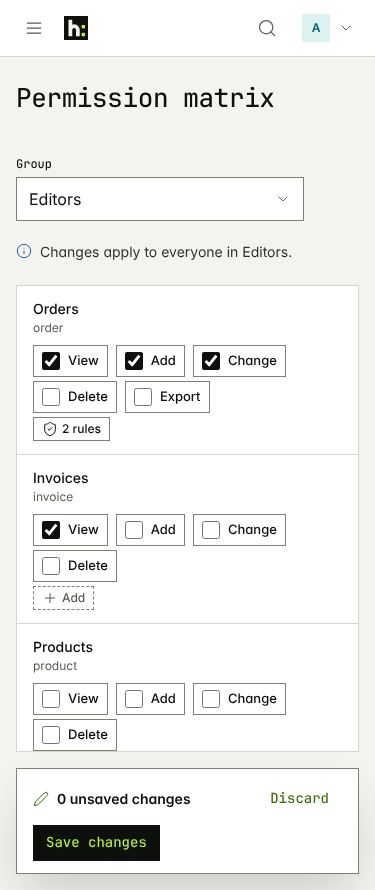 h:
A
Permission matrix
Group
Editors
Changes apply to everyone in Editors.
Orders
order
View Add Change
Delete Export
2 rules
Invoices
invoice
View Add Change
Delete
+ Add
Products
product
View Add Change
Delete
0 unsaved changes Discard
Save changes